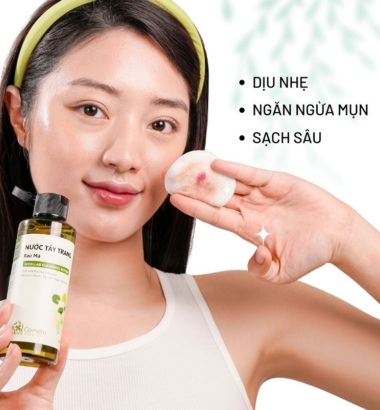 DỊU NHẸ
NGĂN NGỪA MỤN
SẠCH SÂU
NƯỚC TẨY TRANG
Rau Má